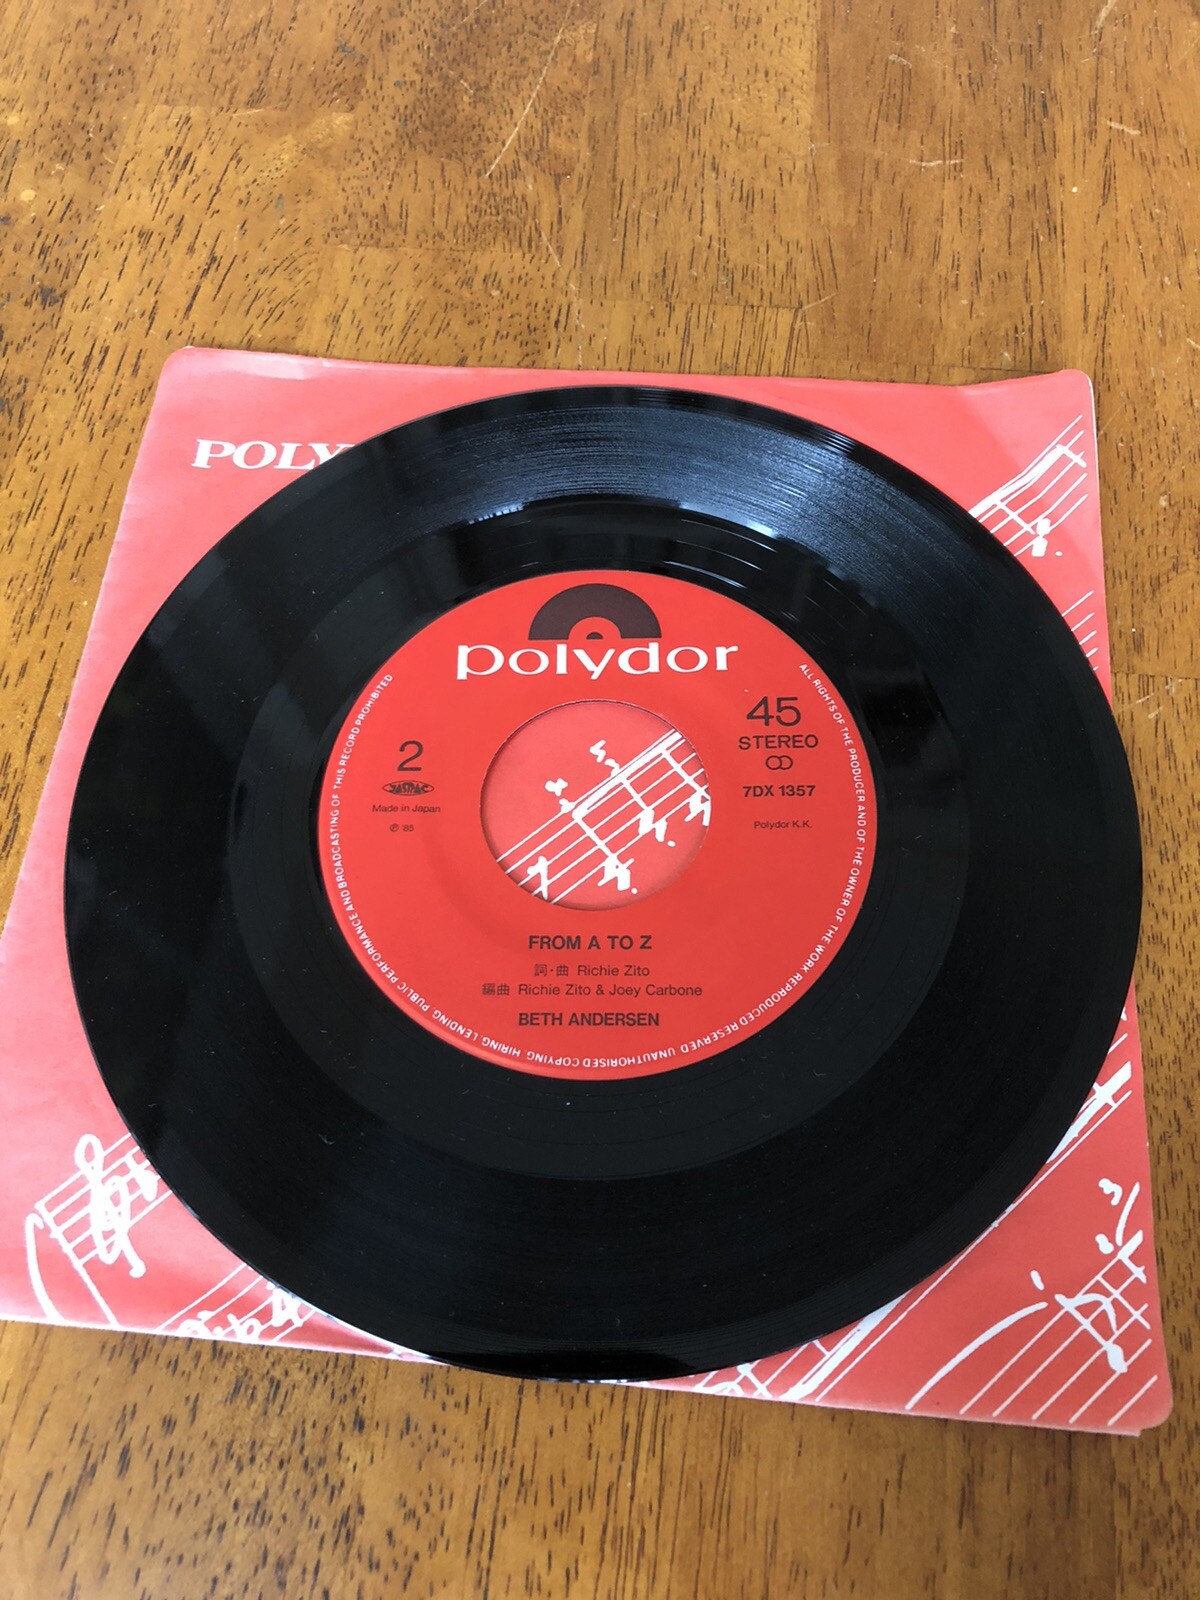 POLY
polydor
2
JASRAC
Made in Japan
℗ '85
45
STEREO
7DX 1357
Polydor K.K.
FROM A TO Z
詞・曲 Richie Zito
編曲 Richie Zito & Joey Carbone
BETH ANDERSEN
ALL RIGHTS OF THE PRODUCER AND OF THE OWNER OF THE WORK REPRODUCED RESERVED UNAUTHORISED COPYING HIRING LENDING PUBLIC PERFORMANCE AND BROADCASTING OF THIS RECORD PROHIBITED
3